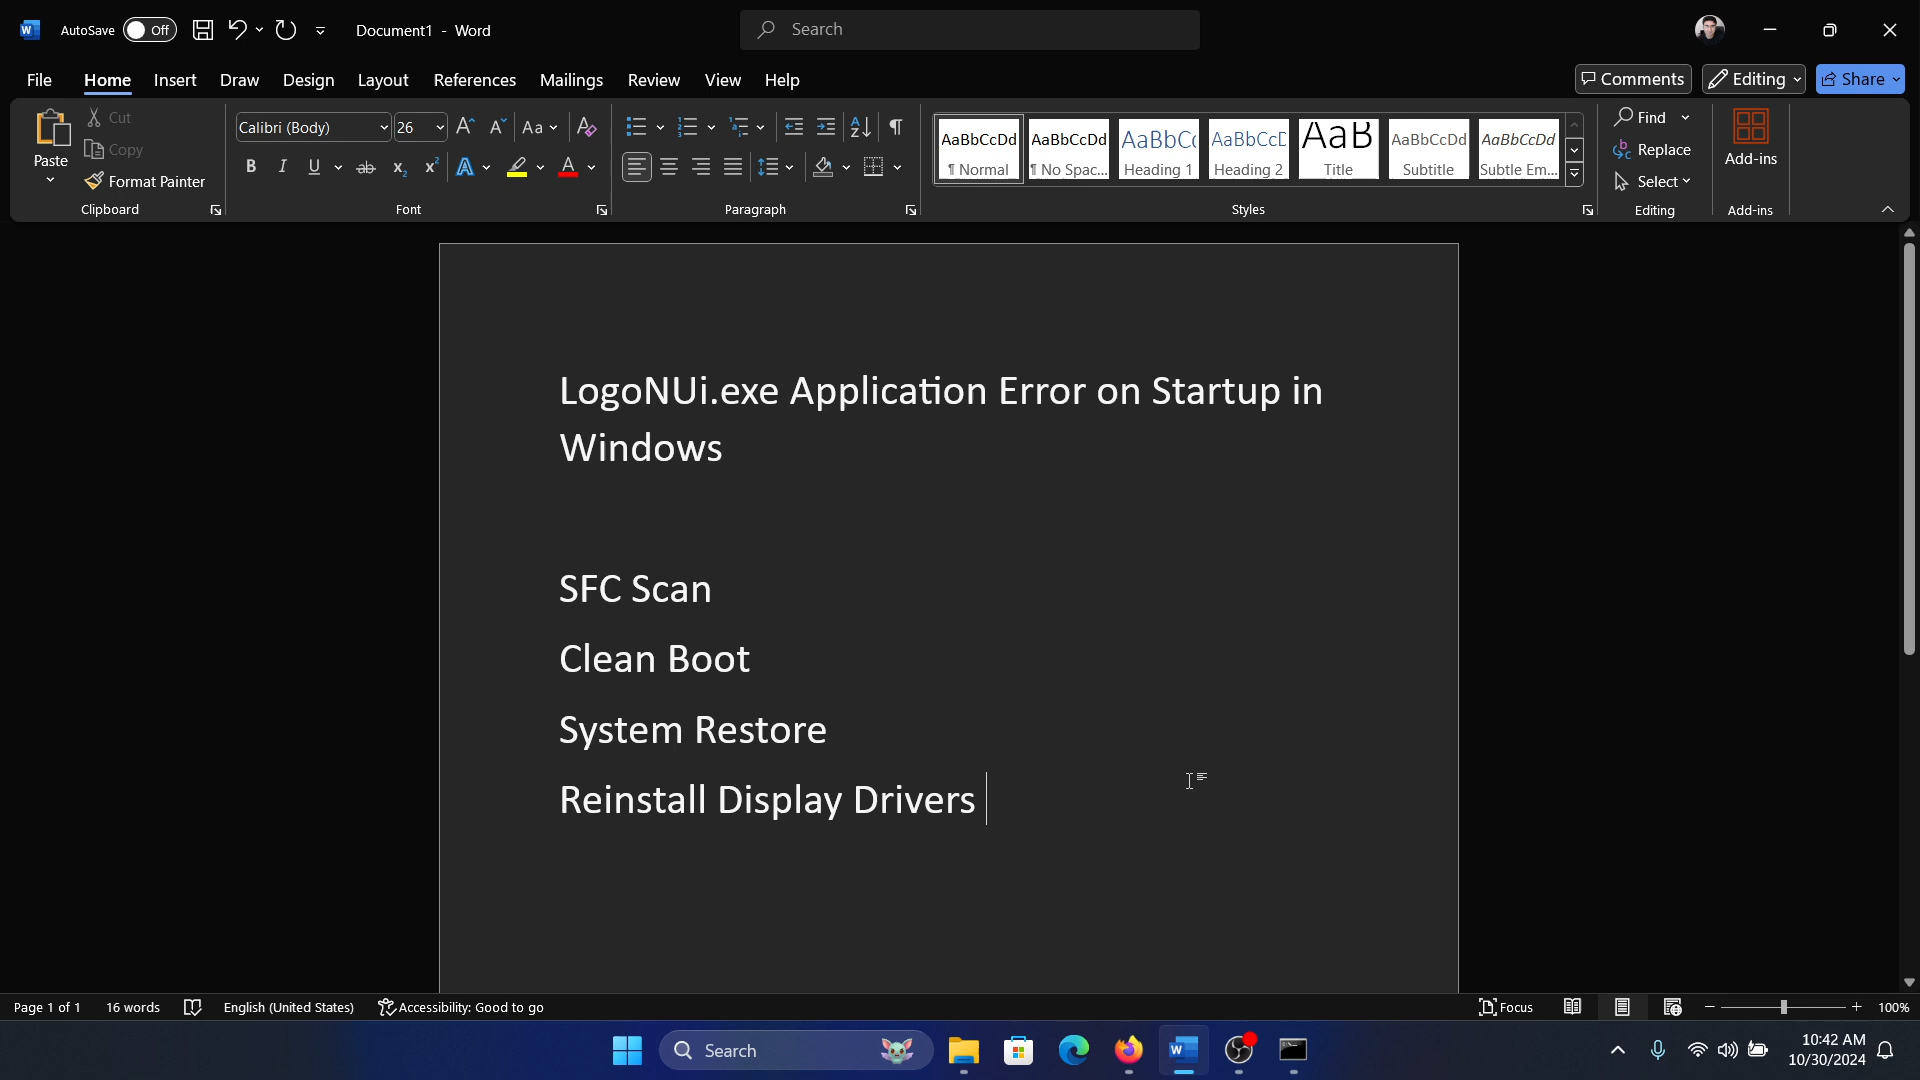 W AutoSave Off Document1 - Word Search
File Home Insert Draw Design Layout References Mailings Review View Help Comments Editing Share
Paste Cut Copy Format Painter Clipboard
Calibri (Body) 26 A A Aa A
B I U ab x₂ x² A A Font
Paragraph
AaBbCcDd AaBbCcDd AaBbCc AaBbCcE AaB AaBbCcDd AaBbCcDd
¶ Normal ¶ No Spac... Heading 1 Heading 2 Title Subtitle Subtle Em...
Styles
Find Replace Select Editing
Add-ins Add-ins
LogoNUi.exe Application Error on Startup in
Windows
SFC Scan
Clean Boot
System Restore
Reinstall Display Drivers
Page 1 of 1 16 words English (United States) Accessibility: Good to go Focus 100%
Search W 10:42 AM
10/30/2024